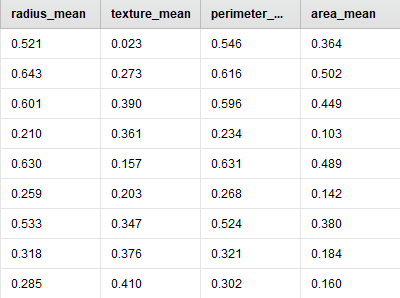 radius_mean texture_mean perimeter_... area_mean
0.521 0.023 0.546 0.364
0.643 0.273 0.616 0.502
0.601 0.390 0.596 0.449
0.210 0.361 0.234 0.103
0.630 0.157 0.631 0.489
0.259 0.203 0.268 0.142
0.533 0.347 0.524 0.380
0.318 0.376 0.321 0.184
0.285 0.410 0.302 0.160